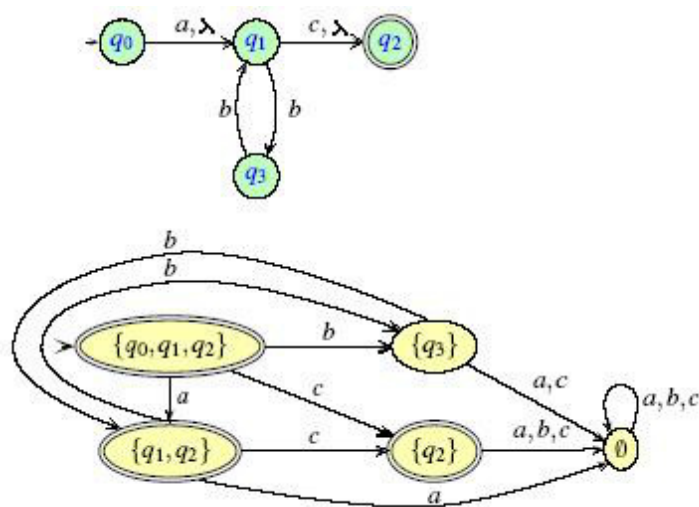 a, λ
c, λ
q0
q1
q2
b
b
q3
b
b
{q0, q1, q2}
b
{q3}
a
c
a, c
a, b, c
{q1, q2}
c
{q2}
a, b, c
∅
a